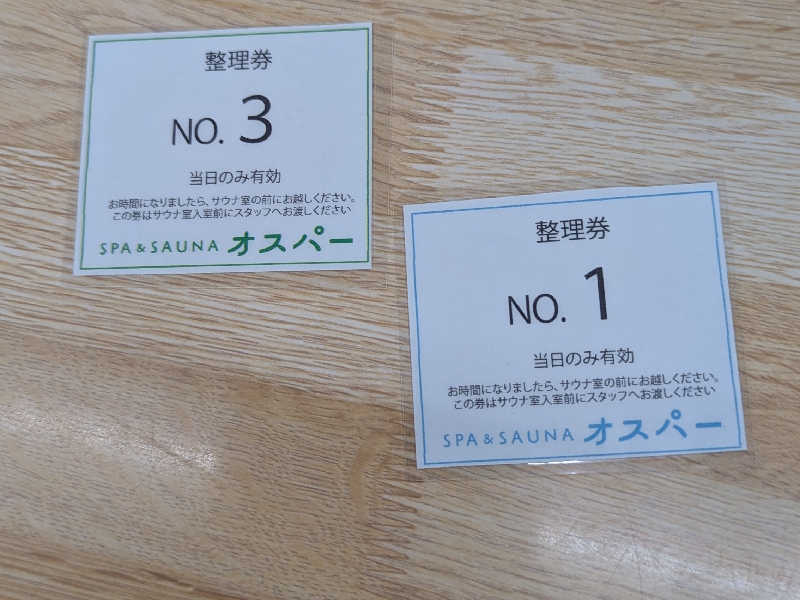 整理券
NO. 3
当日のみ有効
お時間になりましたら、サウナ室の前にお越しください。
この券はサウナ室入室前にスタッフへお渡しください
SPA & SAUNA オスパー
整理券
NO. 1
当日のみ有効
お時間になりましたら、サウナ室の前にお越しください。
この券はサウナ室入室前にスタッフへお渡しください
SPA & SAUNA オスパー